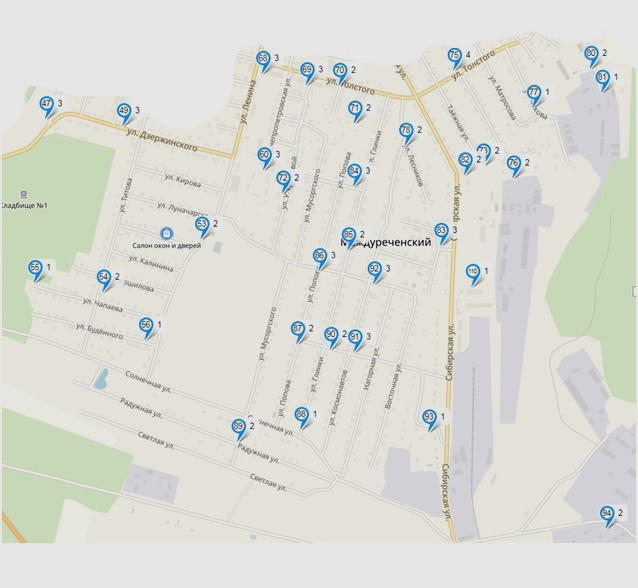 80 2
68 3
75 4
69 3
70 2
81 1
ул. Толстого
ул. Толстого
77 1
ул. Матросова
47 3
49 3
ул. Ленина
71 2
Таёжная ул.
78 2
ул. Дзержинского
ул. Лесников
60 3
82 2
76 2
84 3
72 2
ул. Кирова
ул. Титова
ул. Попова
ул. Мусоргского
кладбище №1
53 2
83 3
85 2
Салон окон и дверей
ул. Калинина
86 3
92 3
55 1
54 2
110 1
ул. Чапаева
ул. Попова
56 1
ул. Будённого
87 2
90 2
91 3
ул. Мусоргского
Сибирская ул.
Солнечная ул.
ул. Глинки
Нагорная ул.
ул. Космонавтов
Восточная ул.
ул. Попова
Радужная ул.
88 1
93 1
89 2
Светлая ул.
Радужная ул.
Светлая ул.
Сибирская ул.
94 2